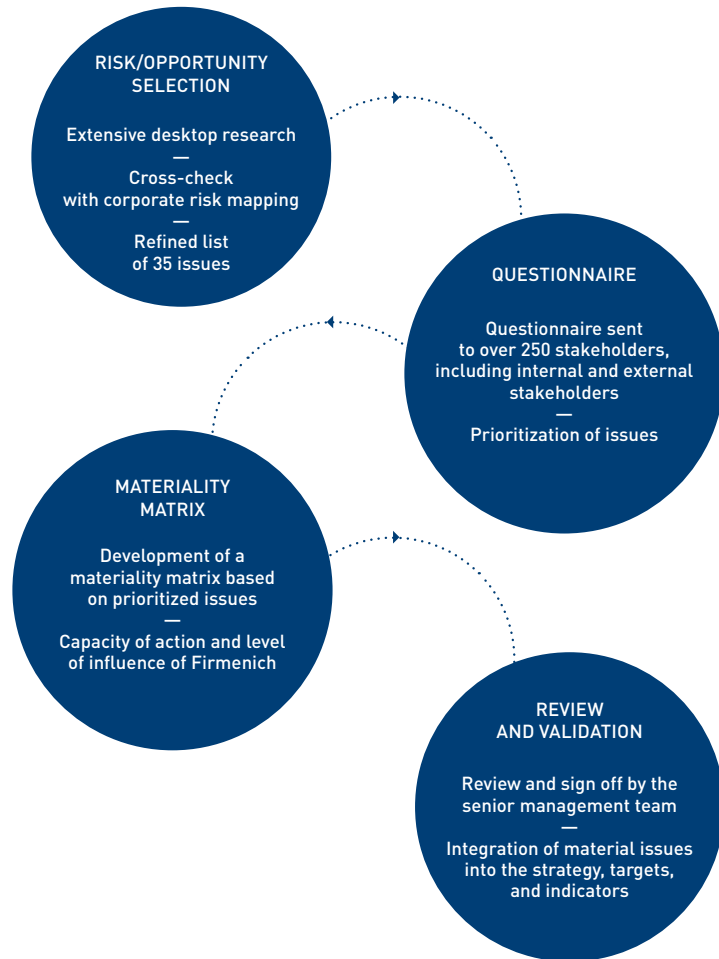 RISK/OPPORTUNITY
SELECTION
Extensive desktop research
—
Cross-check
with corporate risk mapping
—
Refined list
of 35 issues
QUESTIONNAIRE
Questionnaire sent
to over 250 stakeholders,
including internal and external
stakeholders
—
Prioritization of issues
MATERIALITY
MATRIX
Development of a
materiality matrix based
on prioritized issues
—
Capacity of action and level
of influence of Firmenich
REVIEW
AND VALIDATION
Review and sign off by the
senior management team
—
Integration of material issues
into the strategy, targets,
and indicators